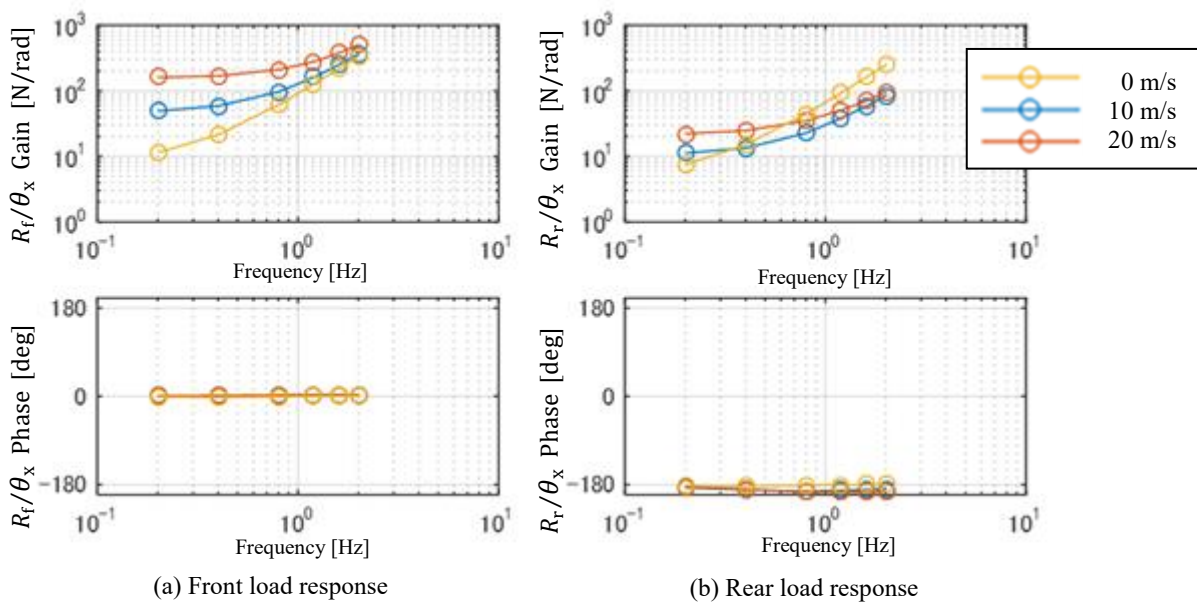 R_f/θ_x Gain [N/rad]
10³
10²
10¹
10⁰
10⁻¹
10⁰
10¹
Frequency [Hz]
R_r/θ_x Gain [N/rad]
10³
10²
10¹
10⁰
10⁻¹
10⁰
10¹
Frequency [Hz]
0 m/s
10 m/s
20 m/s
R_f/θ_x Phase [deg]
180
0
−180
10⁻¹
10⁰
10¹
Frequency [Hz]
R_r/θ_x Phase [deg]
180
0
−180
10⁻¹
10⁰
10¹
Frequency [Hz]
(a) Front load response
(b) Rear load response